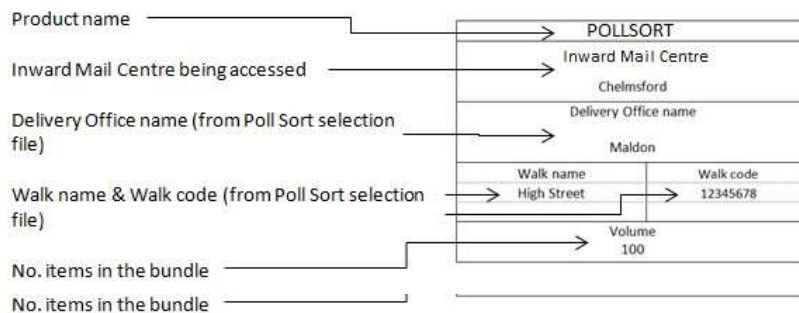 Product name
POLLSORT
Inward Mail Centre being accessed
Inward Mail Centre
Chelmsford
Delivery Office name (from Poll Sort selection
file)
Delivery Office name
Maldon
Walk name & Walk code (from Poll Sort selection
file)
Walk name
Walk code
High Street
12345678
No. items in the bundle
Volume
100
No. items in the bundle